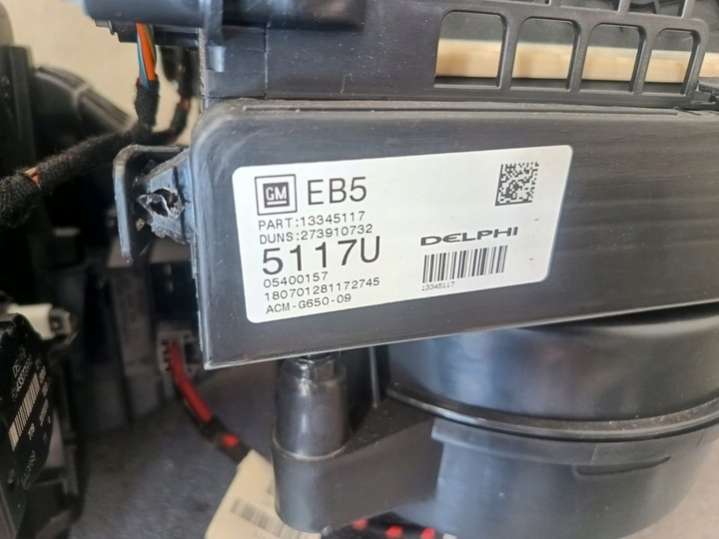 GM EB5
PART:13345117
DUNS:273910732
5117U
DELPHI
05400157
180701281172745
ACM-G650-09
13345117